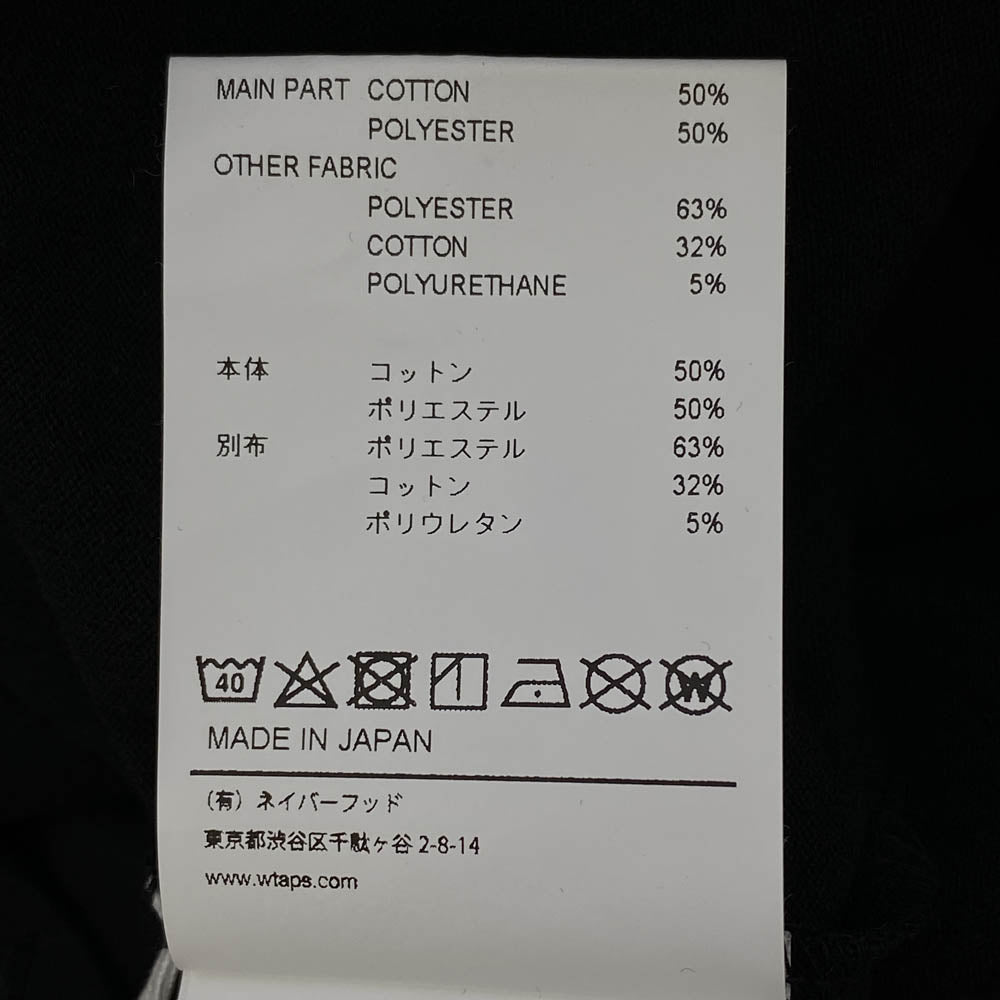 MAIN PART COTTON 50%
POLYESTER 50%
OTHER FABRIC
POLYESTER 63%
COTTON 32%
POLYURETHANE 5%
本体 コットン 50%
ポリエステル 50%
別布 ポリエステル 63%
コットン 32%
ポリウレタン 5%
40 W
MADE IN JAPAN
(有) ネイバーフッド
東京都渋谷区千駄ヶ谷 2-8-14
www.wtaps.com